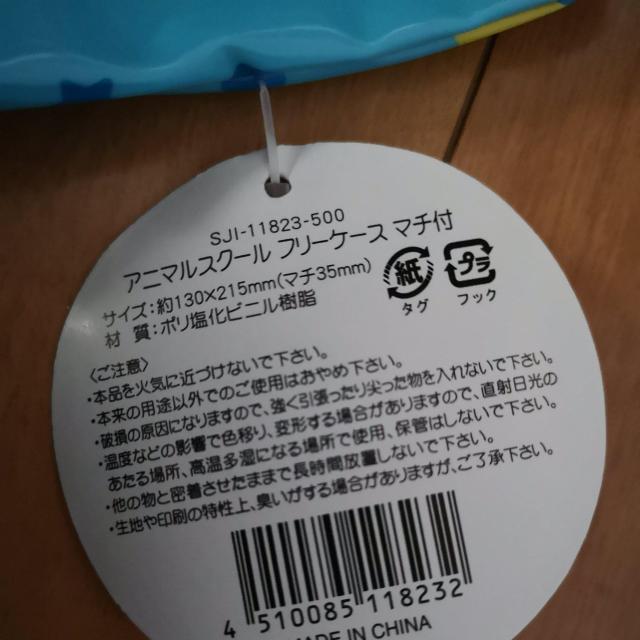 SJI-11823-500
アニマルスクール フリーケース マチ付
サイズ：約130×215mm(マチ35mm)
材 質：ポリ塩化ビニル樹脂
紙
タグ
プラ
フック
〈ご注意〉
・本品を火気に近づけないで下さい。
・本来の用途以外でのご使用はおやめ下さい。
・破損の原因になりますので、強く引張ったり尖った物を入れないで下さい。
・温度などの影響で色移り、変形する場合がありますので、直射日光の
あたる場所、高温多湿になる場所で使用、保管はしないで下さい。
・他の物と密着させたままで長時間放置しないで下さい。
・生地や印刷の特性上、臭いがする場合がありますが、ご了承下さい。
4 510085 118232
MADE IN CHINA